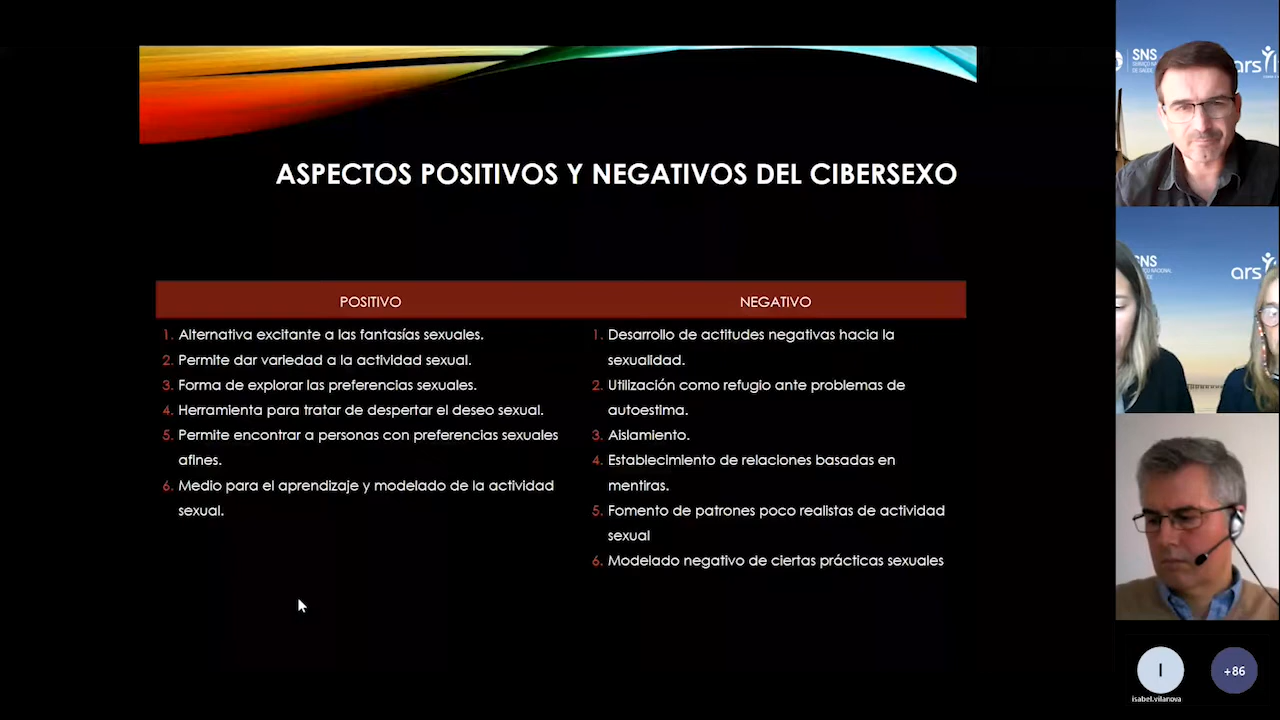 ASPECTOS POSITIVOS Y NEGATIVOS DEL CIBERSEXO
POSITIVO
1. Alternativa excitante a las fantasías sexuales.
2. Permite dar variedad a la actividad sexual.
3. Forma de explorar las preferencias sexuales.
4. Herramienta para tratar de despertar el deseo sexual.
5. Permite encontrar a personas con preferencias sexuales
afines.
6. Medio para el aprendizaje y modelado de la actividad
sexual.
NEGATIVO
1. Desarrollo de actitudes negativas hacia la
sexualidad.
2. Utilización como refugio ante problemas de
autoestima.
3. Aislamiento.
4. Establecimiento de relaciones basadas en
mentiras.
5. Fomento de patrones poco realistas de actividad
sexual
6. Modelado negativo de ciertas prácticas sexuales
SNS
ars
SNS
ars
I
+86
isabel.vilanova